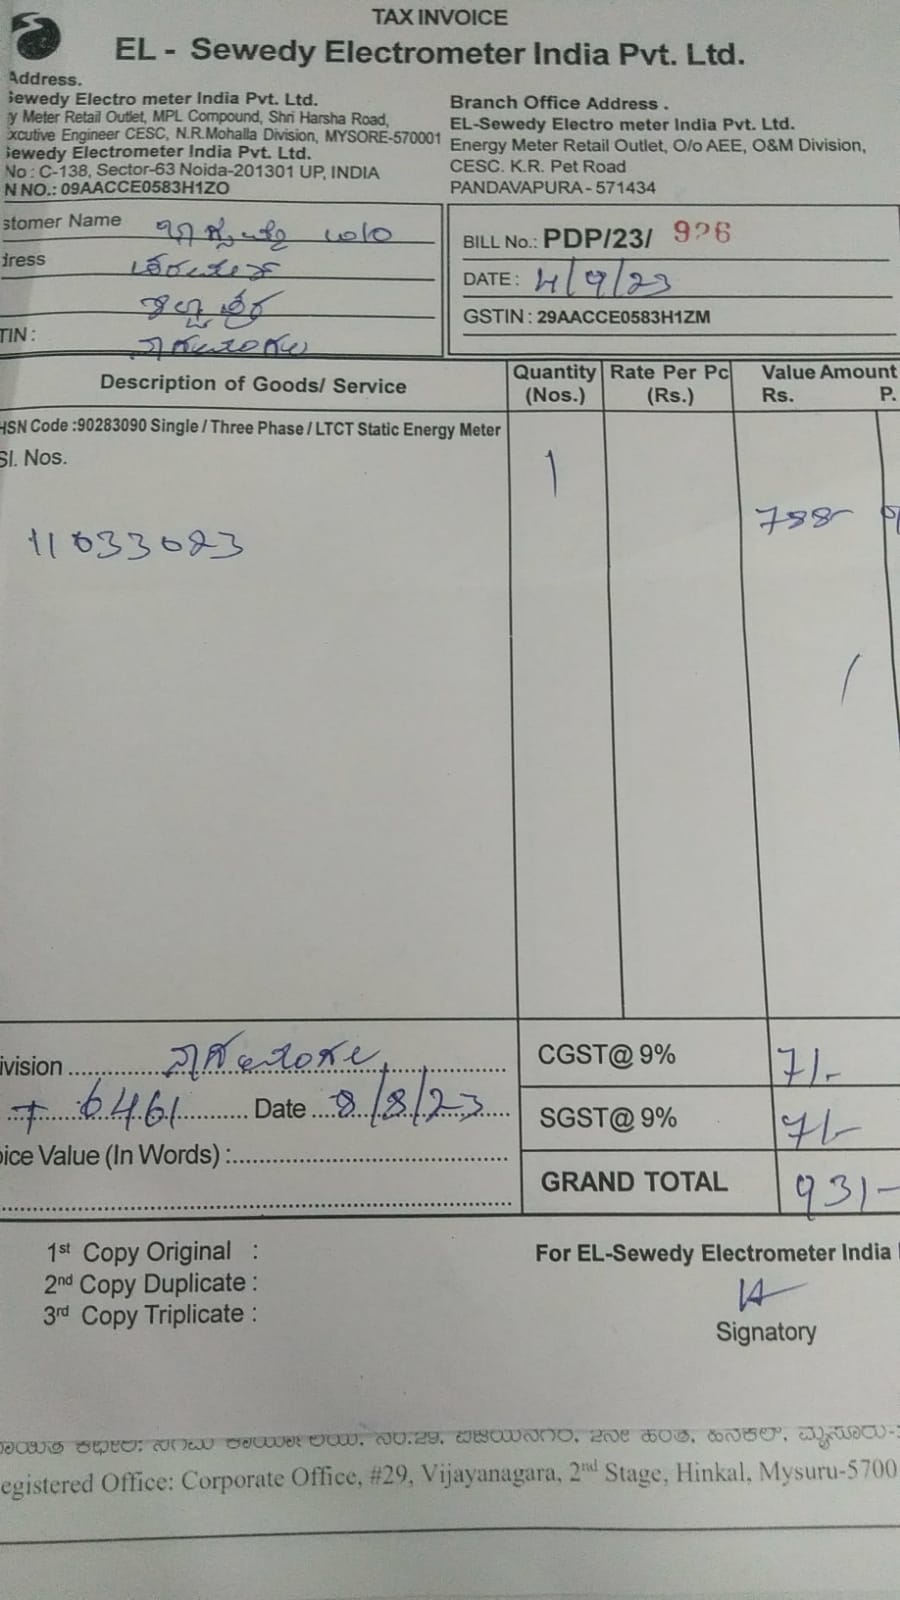 TAX INVOICE
EL - Sewedy Electrometer India Pvt. Ltd.
Address.
Sewedy Electro meter India Pvt. Ltd.
y Meter Retail Outlet, MPL Compound, Shri Harsha Road,
xcutive Engineer CESC, N.R.Mohalla Division, MYSORE-570001
Sewedy Electrometer India Pvt. Ltd.
No : C-138, Sector-63 Noida-201301 UP, INDIA
N NO.: 09AACCE0583H1ZO
Branch Office Address .
EL-Sewedy Electro meter India Pvt. Ltd.
Energy Meter Retail Outlet, O/o AEE, O&M Division,
CESC. K.R. Pet Road
PANDAVAPURA - 571434
stomer Name
dress
TIN :
BILL No.: PDP/23/ 926
DATE : 4/9/23
GSTIN : 29AACCE0583H1ZM
Description of Goods/ Service Quantity (Nos.) Rate Per Pc (Rs.) Value Amount Rs. P.
HSN Code :90283090 Single / Three Phase / LTCT Static Energy Meter
Sl. Nos. 1
11033023 788-
ivision
6461 Date 8/8/23
oice Value (In Words) :
CGST@ 9% 71-
SGST@ 9% 71-
GRAND TOTAL 931-
1st Copy Original :
2nd Copy Duplicate :
3rd Copy Triplicate :
For EL-Sewedy Electrometer India
Signatory
egistered Office: Corporate Office, #29, Vijayanagara, 2nd Stage, Hinkal, Mysuru-5700